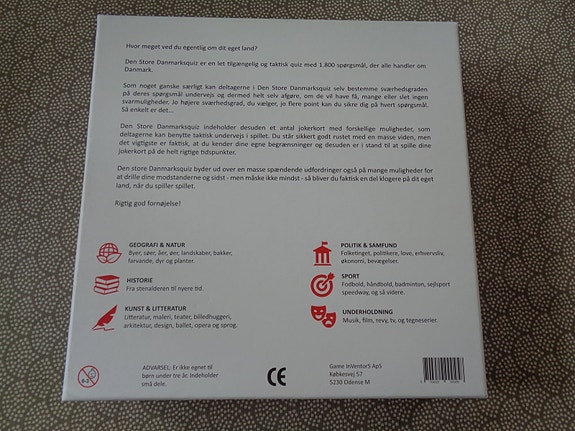 Hvor meget ved du egentlig om dit eget land?
Den Store Danmarksquiz er en let tilgængelig og taktisk quiz med 1.800 spørgsmål, der alle handler om
Danmark.
Som noget ganske særligt kan deltagerne i Den Store Danmarksquiz selv bestemme sværhedsgraden
på deres spørgsmål undervejs og dermed helt selv afgøre, om de vil have få, mange eller slet ingen
svarmuligheder. Jo højere sværhedsgrad, du vælger, jo flere point kan du sikre dig på hvert spørgsmål.
Så enkelt er det...
Den Store Danmarksquiz indeholder desuden et antal jokerkort med forskellige muligheder, som
deltagerne kan benytte taktisk undervejs i spillet. Du står sikkert godt rustet med en masse viden, men
det vigtigste er faktisk, at du kender dine egne begrænsninger og desuden er i stand til at spille dine
jokerkort på de helt rigtige tidspunkter.
Den store Danmarksquiz byder ud over en masse spændende udfordringer også på mange muligheder for
at drille dine modstandere og sidst - men måske ikke mindst - så bliver du faktisk en del klogere på dit eget
land, når du spiller spillet.
Rigtig god fornøjelse!
GEOGRAFI & NATUR
Byer, søer, åer, øer, landskaber, bakker,
farvande, dyr og planter.
HISTORIE
Fra stenalderen til nyere tid.
KUNST & LITTERATUR
Litteratur, maleri, teater, billedhuggeri,
arkitektur, design, ballet, opera og sprog.
POLITIK & SAMFUND
Folketinget, politikere, love, erhvervsliv,
økonomi, bevægelser.
SPORT
Fodbold, håndbold, badminton, sejlsport
speedway, og så videre.
UNDERHOLDNING
Musik, film, revy, tv, og tegneserier.
0-3
ADVARSEL: Er ikke egnet til
børn under tre år. Indeholder
små dele.
CE
Game InVentorS ApS
Købkesvej 57
5230 Odense M